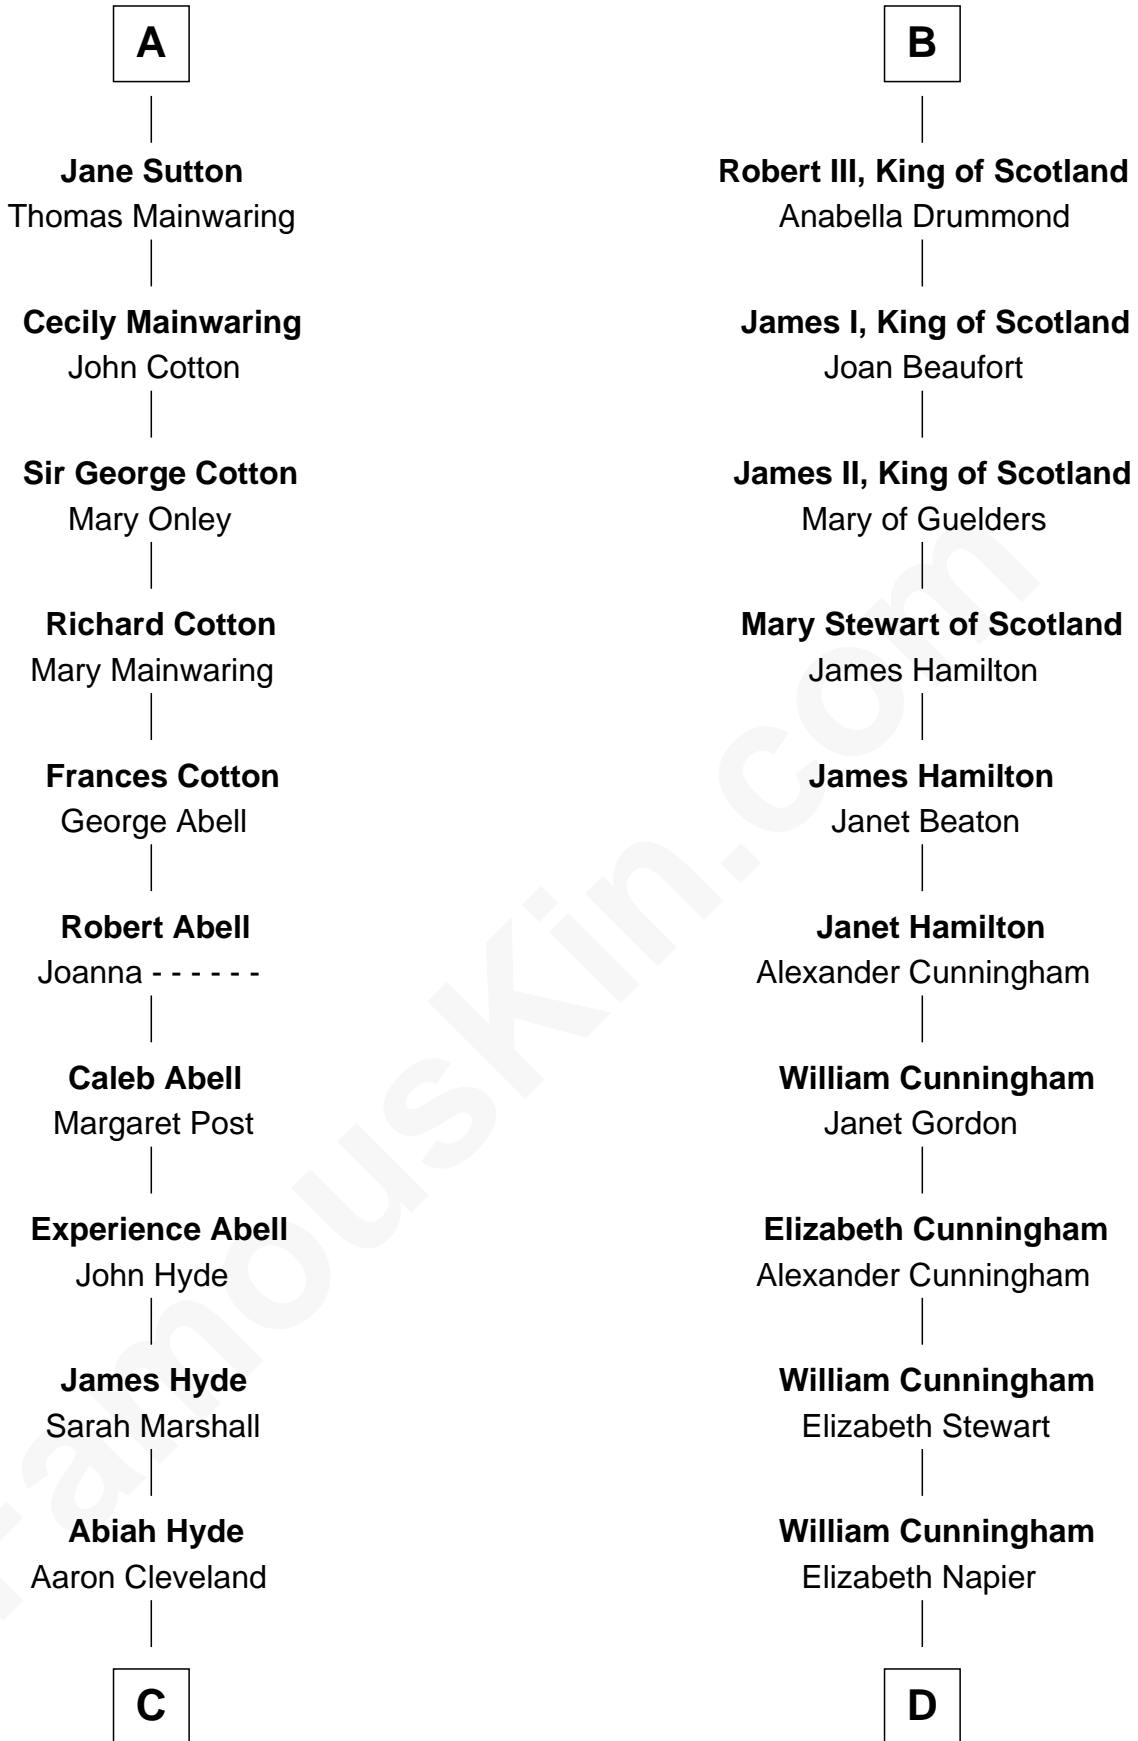 A
Jane Sutton
Thomas Mainwaring
Cecily Mainwaring
John Cotton
Sir George Cotton
Mary Onley
Richard Cotton
Mary Mainwaring
Frances Cotton
George Abell
Robert Abell
Joanna - - - - - -
Caleb Abell
Margaret Post
Experience Abell
John Hyde
James Hyde
Sarah Marshall
Abiah Hyde
Aaron Cleveland
C
B
Robert III, King of Scotland
Anabella Drummond
James I, King of Scotland
Joan Beaufort
James II, King of Scotland
Mary of Guelders
Mary Stewart of Scotland
James Hamilton
James Hamilton
Janet Beaton
Janet Hamilton
Alexander Cunningham
William Cunningham
Janet Gordon
Elizabeth Cunningham
Alexander Cunningham
William Cunningham
Elizabeth Stewart
William Cunningham
Elizabeth Napier
D
FamousKin.com